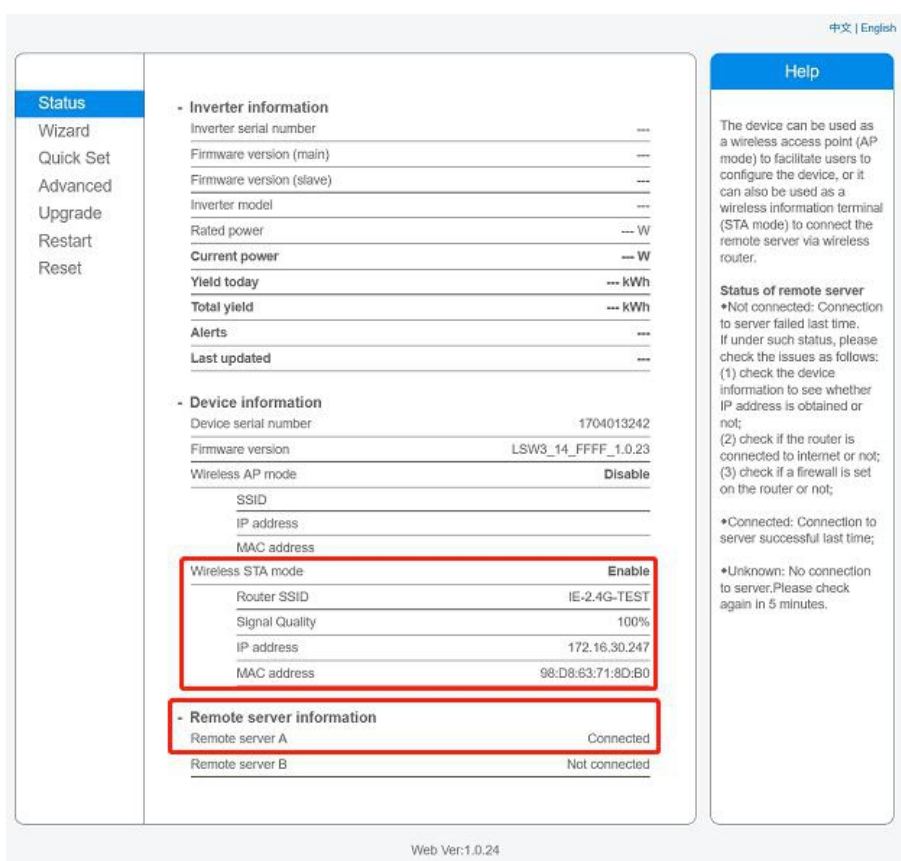 中文 | English
Status
Wizard
Quick Set
Advanced
Upgrade
Restart
Reset
- Inverter information
Inverter serial number ---
Firmware version (main) ---
Firmware version (slave) ---
Inverter model ---
Rated power --- W
Current power --- W
Yield today --- kWh
Total yield --- kWh
Alerts ---
Last updated ---
- Device information
Device serial number 1704013242
Firmware version LSW3_14_FFFF_1.0.23
Wireless AP mode Disable
SSID
IP address
MAC address
Wireless STA mode Enable
Router SSID IE-2.4G-TEST
Signal Quality 100%
IP address 172.16.30.247
MAC address 98:D8:63:71:8D:B0
- Remote server information
Remote server A Connected
Remote server B Not connected
Help
The device can be used as
a wireless access point (AP
mode) to facilitate users to
configure the device, or it
can also be used as a
wireless information terminal
(STA mode) to connect the
remote server via wireless
router.
Status of remote server
◆Not connected: Connection
to server failed last time.
If under such status, please
check the issues as follows:
(1) check the device
information to see whether
IP address is obtained or
not;
(2) check if the router is
connected to internet or not;
(3) check if a firewall is set
on the router or not;
◆Connected: Connection to
server successful last time;
◆Unknown: No connection
to server.Please check
again in 5 minutes.
Web Ver:1.0.24